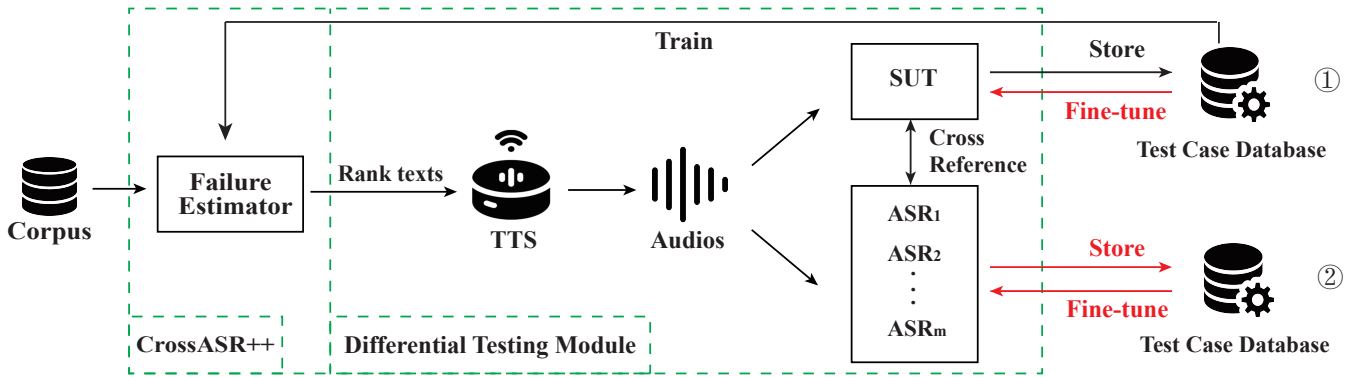 Train
Store
①
SUT
Fine-tune
Test Case Database
Cross
Reference
Corpus
Failure
Estimator
Rank texts
TTS
Audios
ASR1
ASR2
ASRm
Store
②
Fine-tune
Test Case Database
CrossASR++
Differential Testing Module